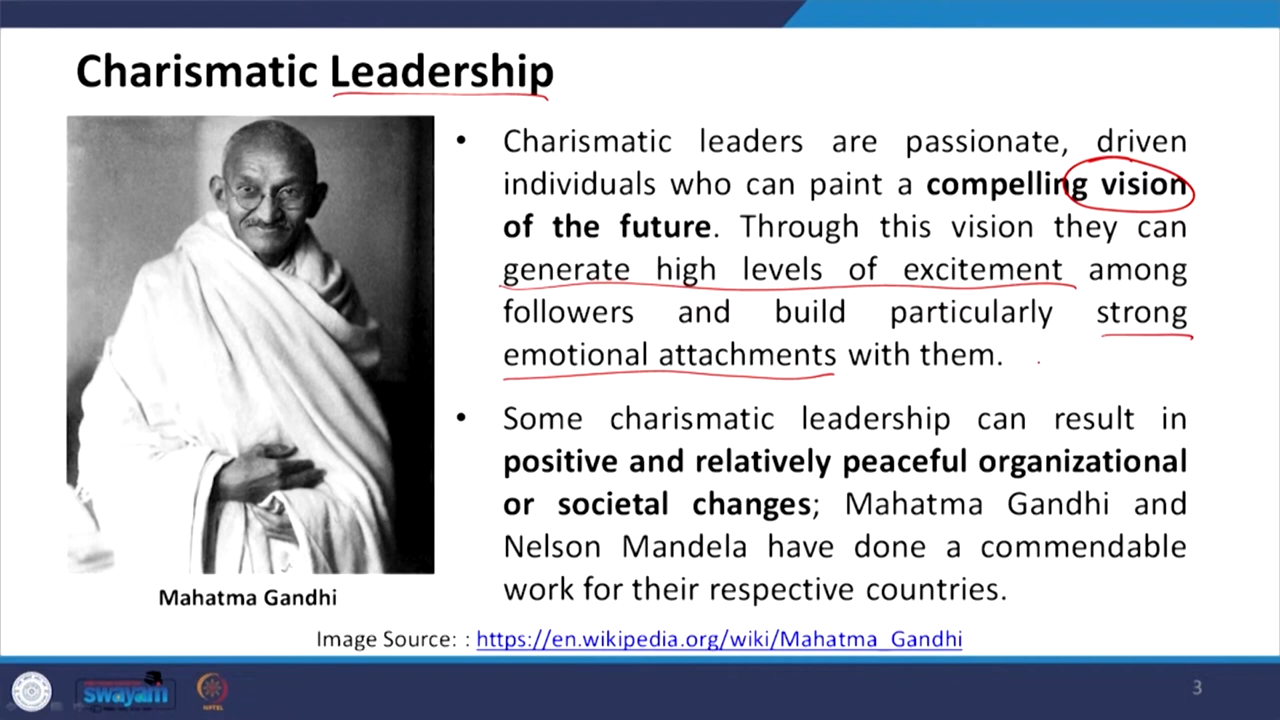 Charismatic Leadership
• Charismatic leaders are passionate, driven
individuals who can paint a compelling vision
of the future. Through this vision they can
generate high levels of excitement among
followers and build particularly strong
emotional attachments with them.
• Some charismatic leadership can result in
positive and relatively peaceful organizational
or societal changes; Mahatma Gandhi and
Nelson Mandela have done a commendable
work for their respective countries.
Mahatma Gandhi
Image Source: : https://en.wikipedia.org/wiki/Mahatma_Gandhi
swayam
NPTEL
3